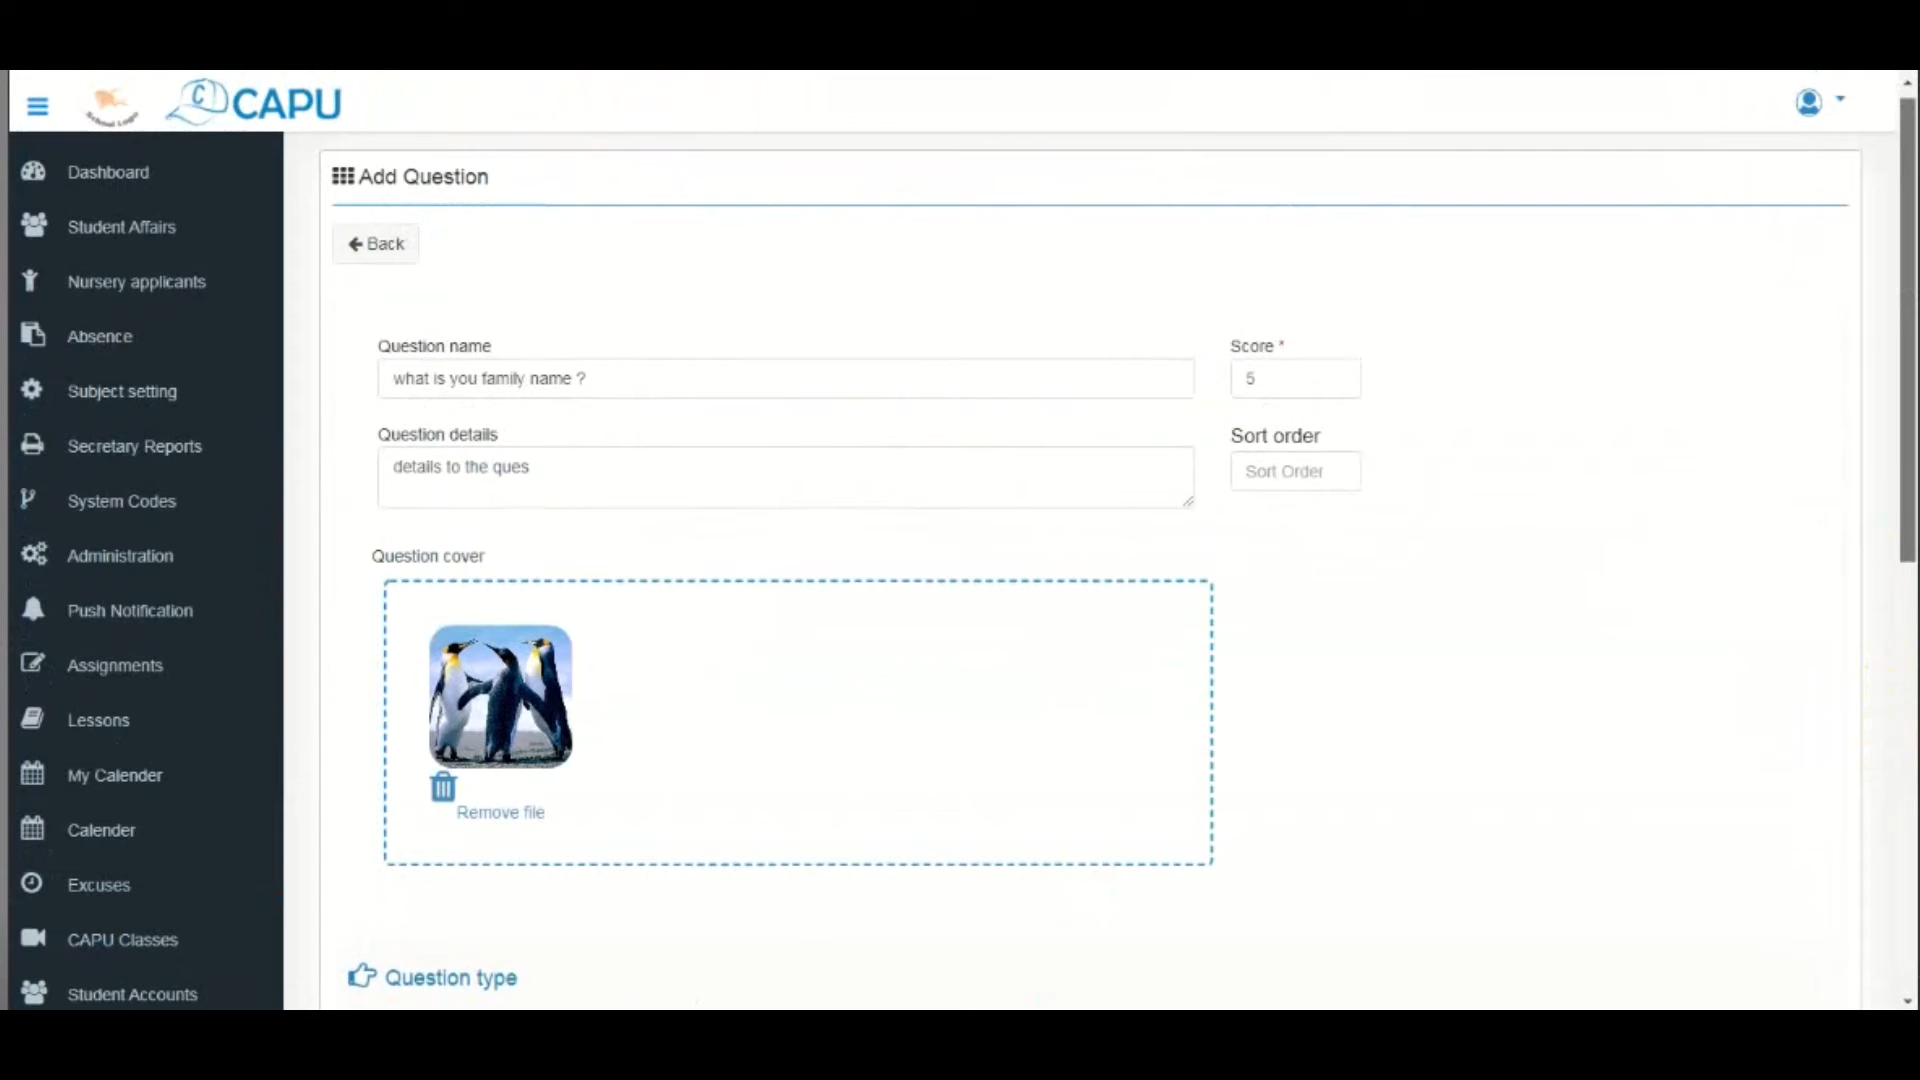 School Logo
CAPU
Dashboard
Student Affairs
Nursery applicants
Absence
Subject setting
Secretary Reports
System Codes
Administration
Push Notification
Assignments
Lessons
My Calender
Calender
Excuses
CAPU Classes
Student Accounts
Add Question
Back
Question name
Score *
what is you family name ?
5
Question details
Sort order
details to the ques
Sort Order
Question cover
Remove file
Question type